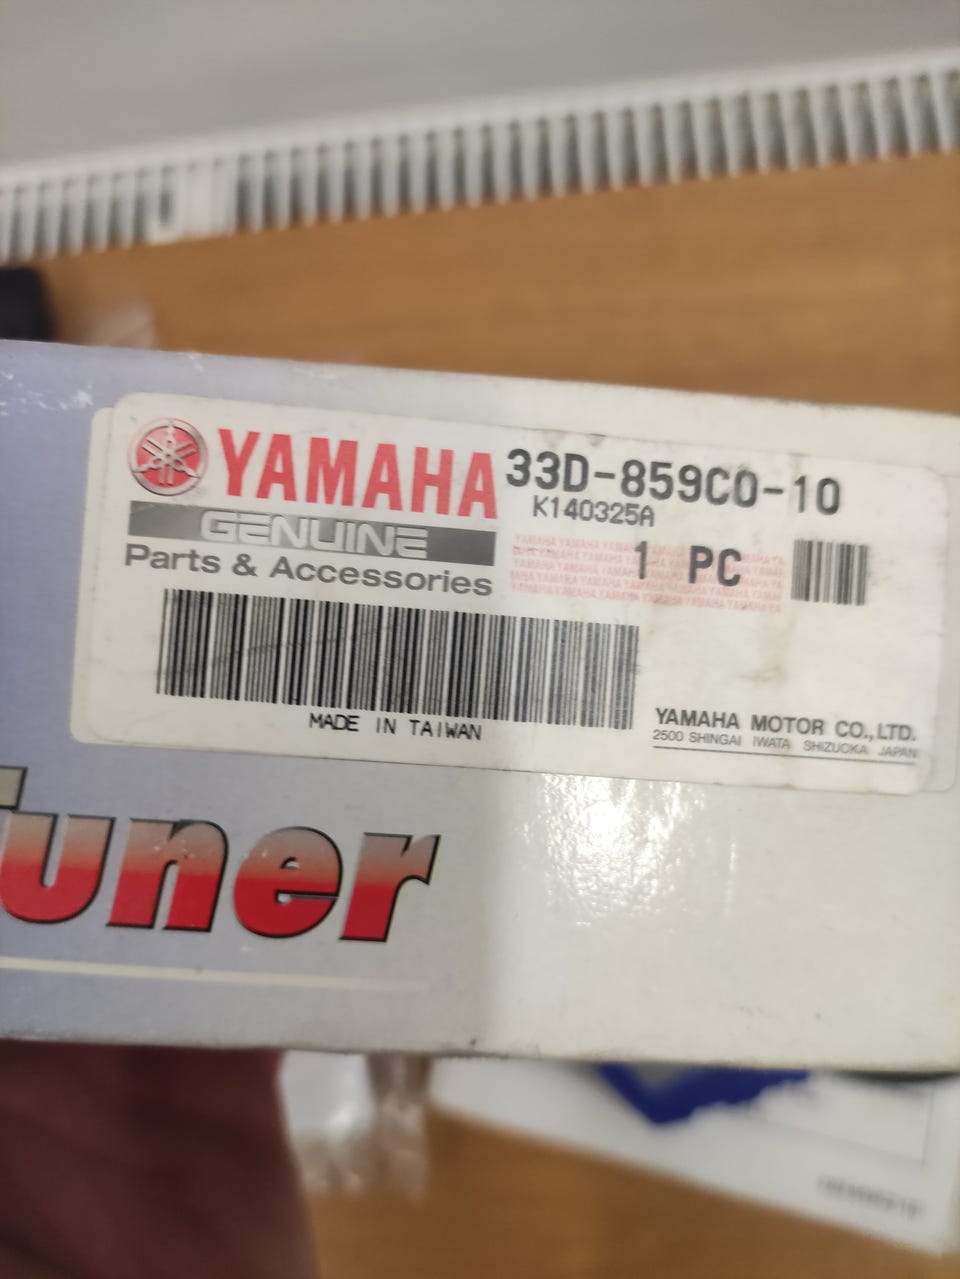 YAMAHA
GENUINE
Parts & Accessories
33D-859C0-10
K140325A
1 PC
MADE IN TAIWAN
YAMAHA MOTOR CO., LTD.
2500 SHINGAI IWATA SHIZUOKA JAPAN
Tuner